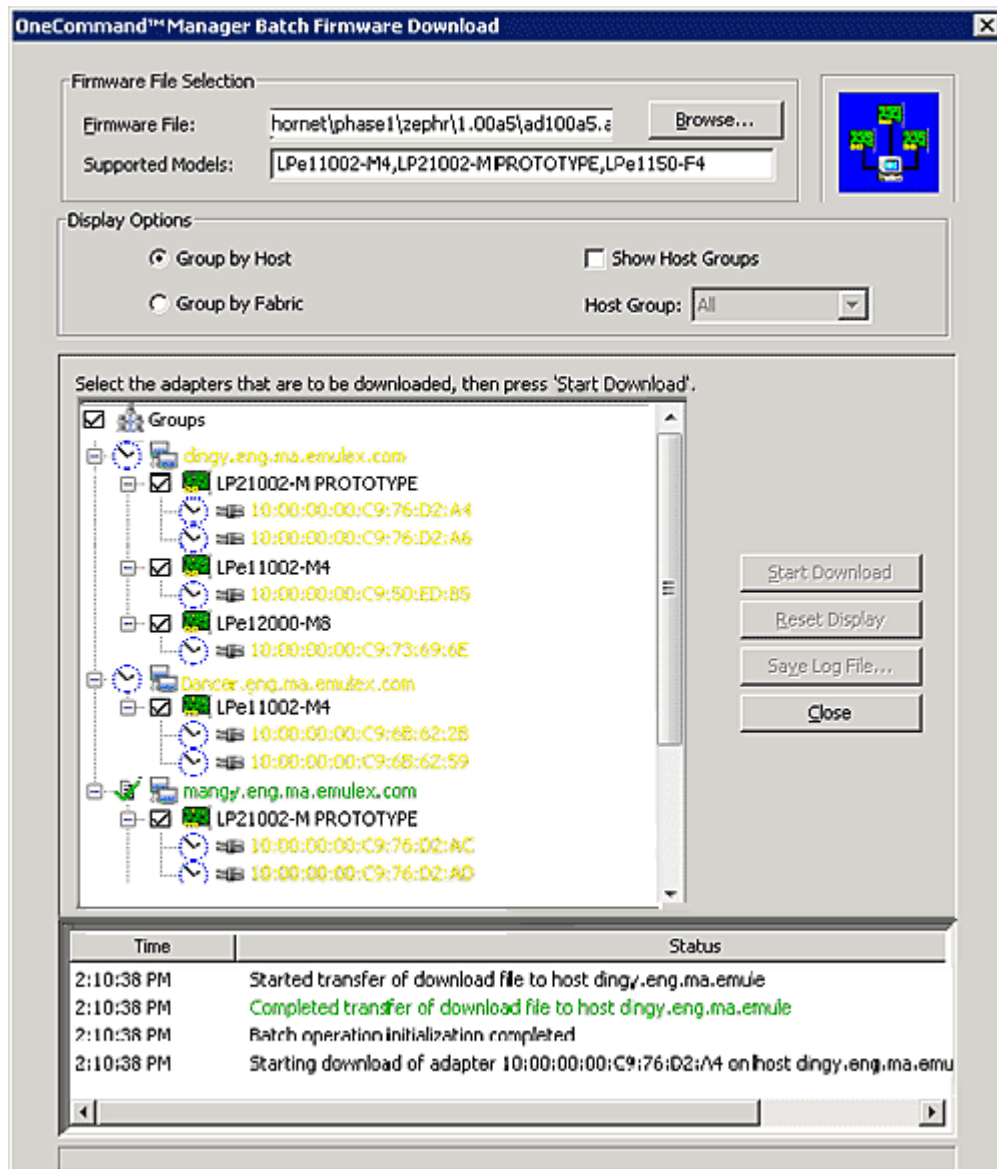 OneCommand™ Manager Batch Firmware Download
Firmware File Selection
Firmware File: hornet\phase1\zephr\1.00a5\ad100a5.a Browse...
Supported Models: LPe11002-M4,LP21002-M PROTOTYPE,LPe1150-F4
Display Options
Group by Host Show Host Groups
Group by Fabric Host Group: All
Select the adapters that are to be downloaded, then press 'Start Download'.
Groups
dingy.eng.ma.emulex.com
LP21002-M PROTOTYPE
10:00:00:00:C9:76:D2:A4
10:00:00:00:C9:76:D2:A6
LPe11002-M4
10:00:00:00:C9:50:ED:B5
LPe12000-M8
10:00:00:00:C9:73:69:6E
Dancer.eng.ma.emulex.com
LPe11002-M4
10:00:00:00:C9:6B:62:2B
10:00:00:00:C9:6B:62:59
mangy.eng.ma.emulex.com
LP21002-M PROTOTYPE
10:00:00:00:C9:76:D2:AC
10:00:00:00:C9:76:D2:AD
Start Download
Reset Display
Save Log File...
Close
Time Status
2:10:38 PM Started transfer of download file to host dingy.eng.ma.emule
2:10:38 PM Completed transfer of download file to host dingy.eng.ma.emule
2:10:38 PM Batch operation initialization completed
2:10:38 PM Starting download of adapter 10:00:00:00:C9:76:D2:A4 on host dingy.eng.ma.emu